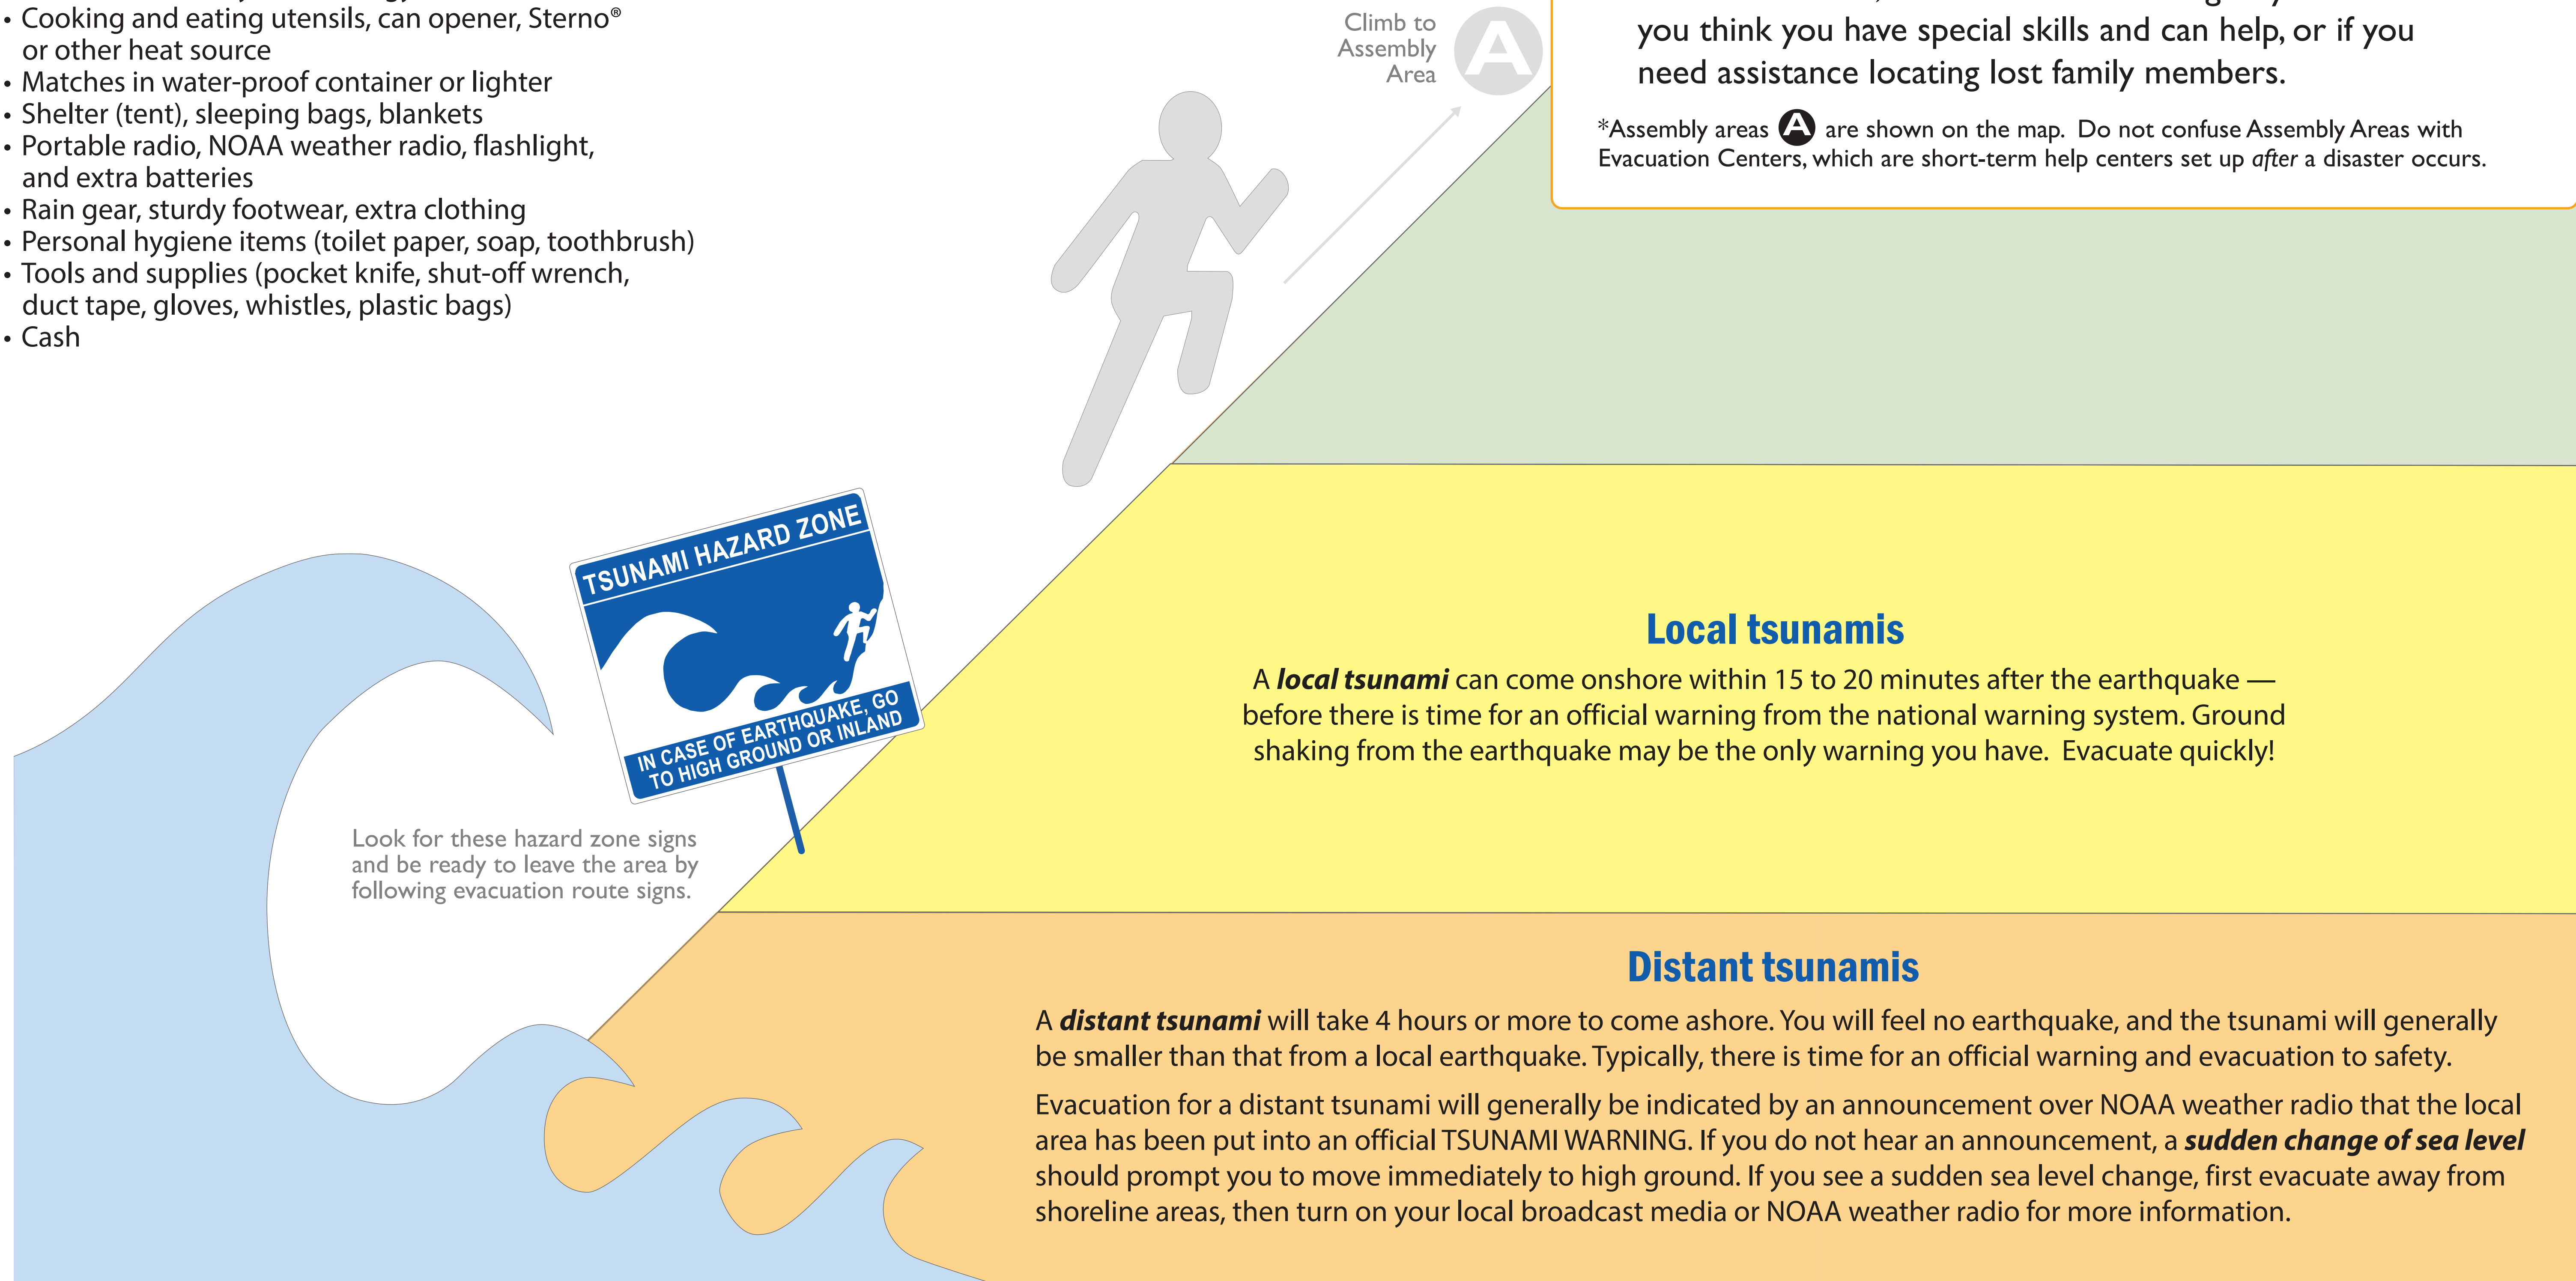 • Cooking and eating utensils, can opener, Sterno®
or other heat source
• Matches in water-proof container or lighter
• Shelter (tent), sleeping bags, blankets
• Portable radio, NOAA weather radio, flashlight,
and extra batteries
• Rain gear, sturdy footwear, extra clothing
• Personal hygiene items (toilet paper, soap, toothbrush)
• Tools and supplies (pocket knife, shut-off wrench,
duct tape, gloves, whistles, plastic bags)
• Cash
Climb to
Assembly
Area
A
you think you have special skills and can help, or if you
need assistance locating lost family members.
*Assembly areas A are shown on the map. Do not confuse Assembly Areas with
Evacuation Centers, which are short-term help centers set up after a disaster occurs.
TSUNAMI HAZARD ZONE
IN CASE OF EARTHQUAKE, GO
TO HIGH GROUND OR INLAND
Look for these hazard zone signs
and be ready to leave the area by
following evacuation route signs.
Local tsunamis
A local tsunami can come onshore within 15 to 20 minutes after the earthquake —
before there is time for an official warning from the national warning system. Ground
shaking from the earthquake may be the only warning you have. Evacuate quickly!
Distant tsunamis
A distant tsunami will take 4 hours or more to come ashore. You will feel no earthquake, and the tsunami will generally
be smaller than that from a local earthquake. Typically, there is time for an official warning and evacuation to safety.
Evacuation for a distant tsunami will generally be indicated by an announcement over NOAA weather radio that the local
area has been put into an official TSUNAMI WARNING. If you do not hear an announcement, a sudden change of sea level
should prompt you to move immediately to high ground. If you see a sudden sea level change, first evacuate away from
shoreline areas, then turn on your local broadcast media or NOAA weather radio for more information.